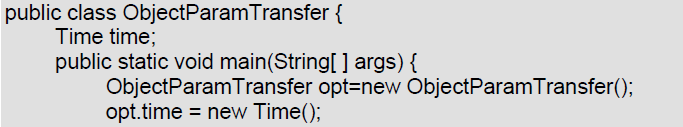 public class ObjectParamTransfer {
Time time;
public static void main(String[ ] args) {
ObjectParamTransfer opt=new ObjectParamTransfer();
opt.time = new Time();